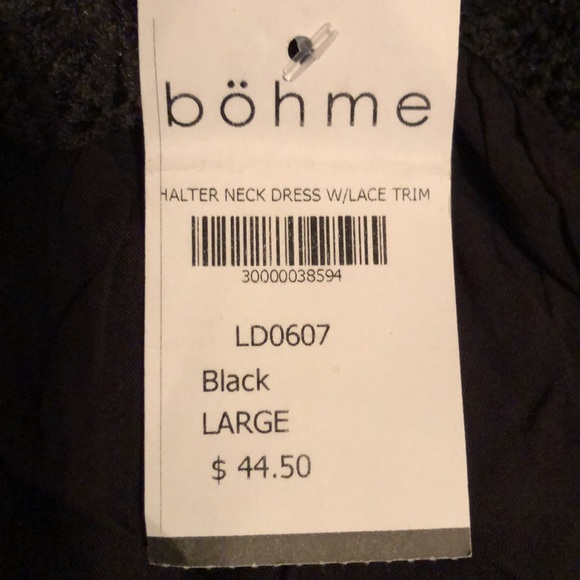 böhme
HALTER NECK DRESS W/LACE TRIM
30000038594
LD0607
Black
LARGE
$ 44.50